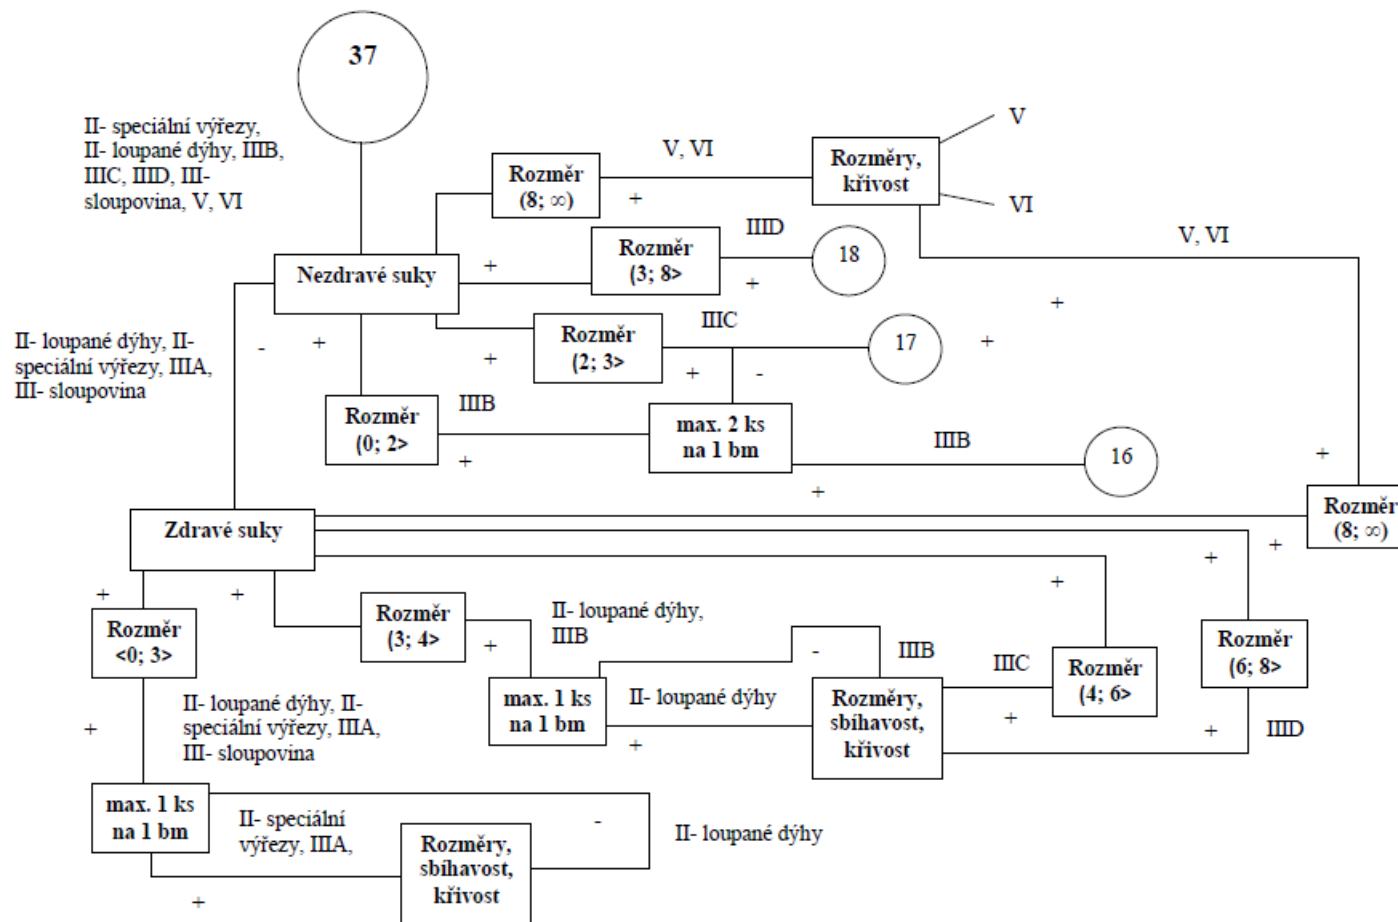 37
II- speciální výřezy,
II- loupané dýhy, IIIB,
IIIC, IIID, III-
sloupovina, V, VI
V
V, VI
Rozměr
(8; ∞)
+
Rozměry,
křivost
VI
V, VI
Nezdravé suky
+
Rozměr
(3; 8>
IIID
+
18
+
II- loupané dýhy, II-
speciální výřezy, IIIA,
III- sloupovina
-
+
+
Rozměr
(2; 3>
IIIC
+
-
17
+
Rozměr
(0; 2>
IIIB
+
max. 2 ks
na 1 bm
IIIB
+
16
+
Zdravé suky
Rozměr
(8; ∞)
+
+
+
+
+
Rozměr
<0; 3>
Rozměr
(3; 4>
+
II- loupané dýhy,
IIIB
-
IIIB
IIIC
Rozměr
(4; 6>
Rozměr
(6; 8>
max. 1 ks
na 1 bm
II- loupané dýhy
+
Rozměry,
sbíhavost,
křivost
+
+
IIID
+
II- loupané dýhy, II-
speciální výřezy, IIIA,
III- sloupovina
max. 1 ks
na 1 bm
II- speciální
výřezy, IIIA,
+
Rozměry,
sbíhavost,
křivost
-
II- loupané dýhy